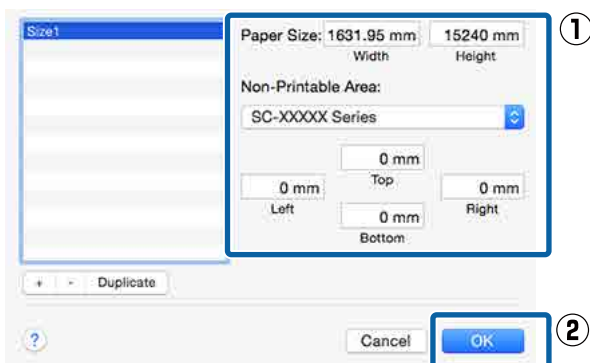 Size1
Paper Size: 1631.95 mm 15240 mm
Width Height
Non-Printable Area:
SC-XXXXX Series
0 mm
Top
0 mm 0 mm
Left Right
0 mm
Bottom
+ - Duplicate
? Cancel OK
①
②